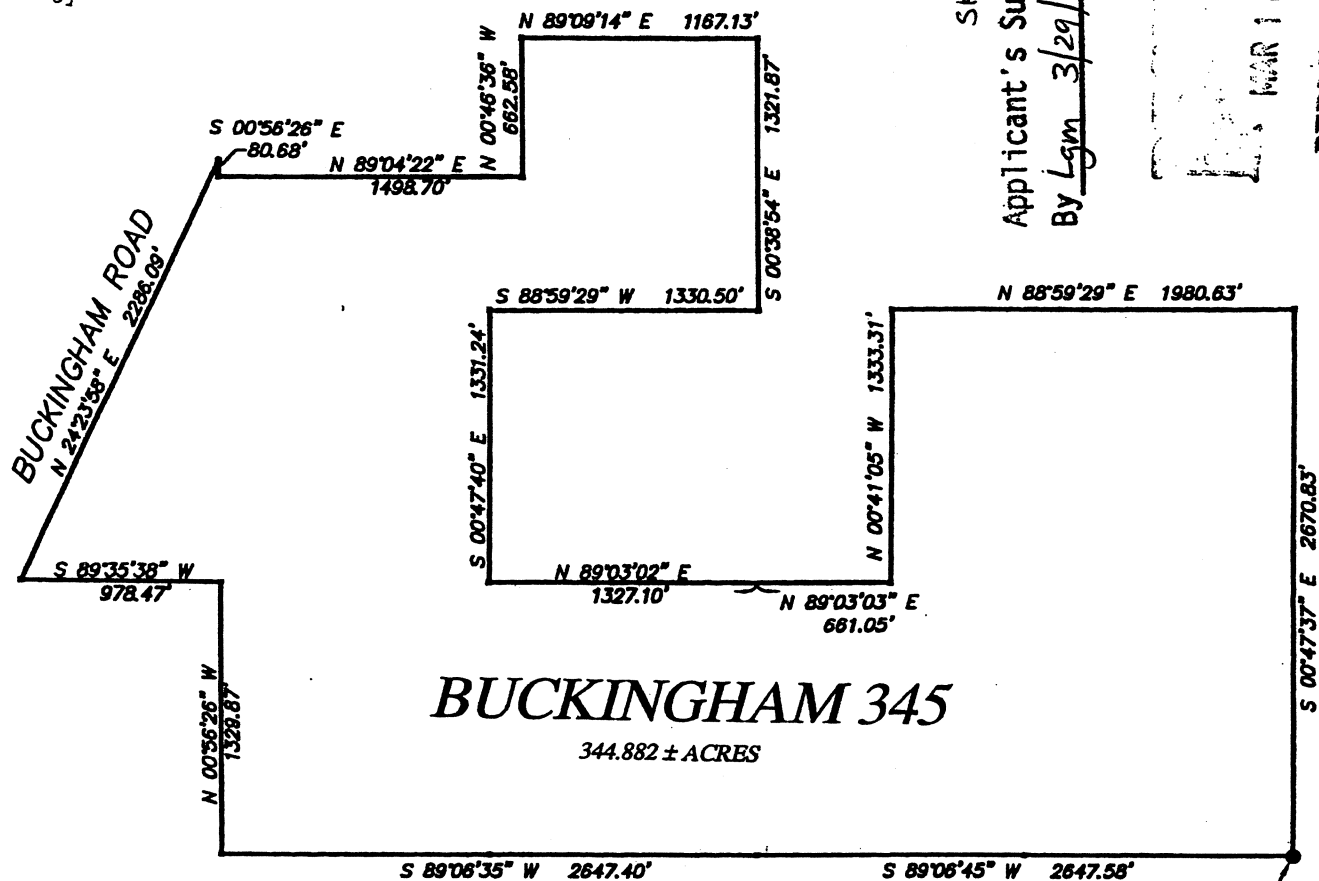 N 89°09'14" E 1167.13'
N 00°46'36" W
662.58'
1321.87'
S 00°38'54" E
S 00°56'26" E
80.68'
N 89°04'22" E
1498.70'
Applicant's
By Lgm 3/29/
MAR 1
BUCKINGHAM ROAD
N 24°23'58" E 2286.09'
S 88°59'29" W 1330.50'
N 88°59'29" E 1980.63'
S 00°47'40" E 1331.24'
N 00°41'05" W 1333.31'
S 00°47'37" E 2670.83'
S 89°35'38" W
978.47'
N 89°03'02" E
1327.10'
N 89°03'03" E
661.05'
N 00°56'26" W
1329.87'
BUCKINGHAM 345
344.882 ± ACRES
S 89°06'35" W 2647.40'
S 89°06'45" W 2647.58'